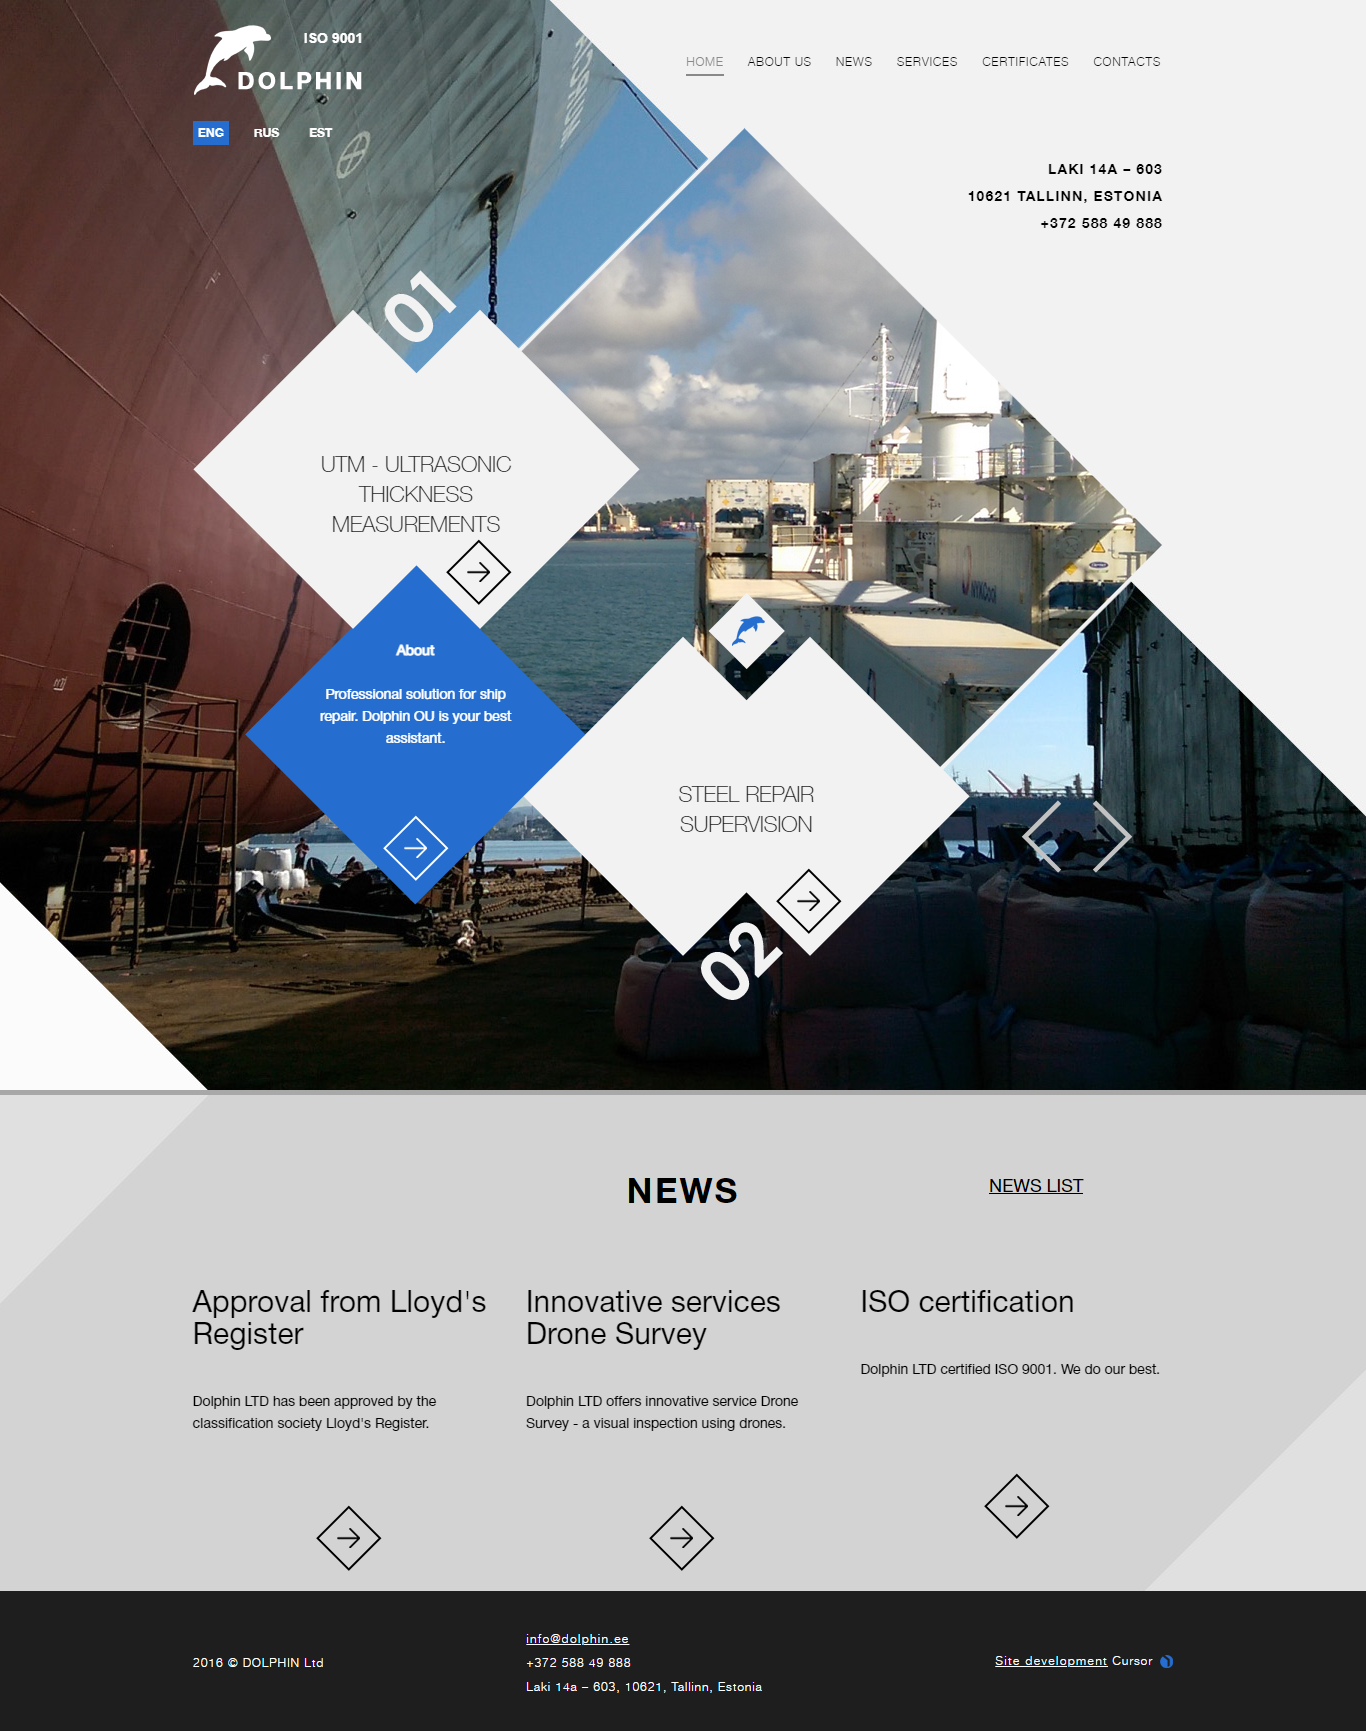 ISO 9001
DOLPHIN
HOME ABOUT US NEWS SERVICES CERTIFICATES CONTACTS
ENG RUS EST
LAKI 14A – 603
10621 TALLINN, ESTONIA
+372 588 49 888
01
UTM - ULTRASONIC
THICKNESS
MEASUREMENTS
NYKCool
About
Professional solution for ship
repair. Dolphin OU is your best
assistant.
STEEL REPAIR
SUPERVISION
02
NEWS
NEWS LIST
Approval from Lloyd's
Register
Dolphin LTD has been approved by the
classification society Lloyd's Register.
Innovative services
Drone Survey
Dolphin LTD offers innovative service Drone
Survey - a visual inspection using drones.
ISO certification
Dolphin LTD certified ISO 9001. We do our best.
2016 © DOLPHIN Ltd
info@dolphin.ee
+372 588 49 888
Laki 14a – 603, 10621, Tallinn, Estonia
Site development Cursor